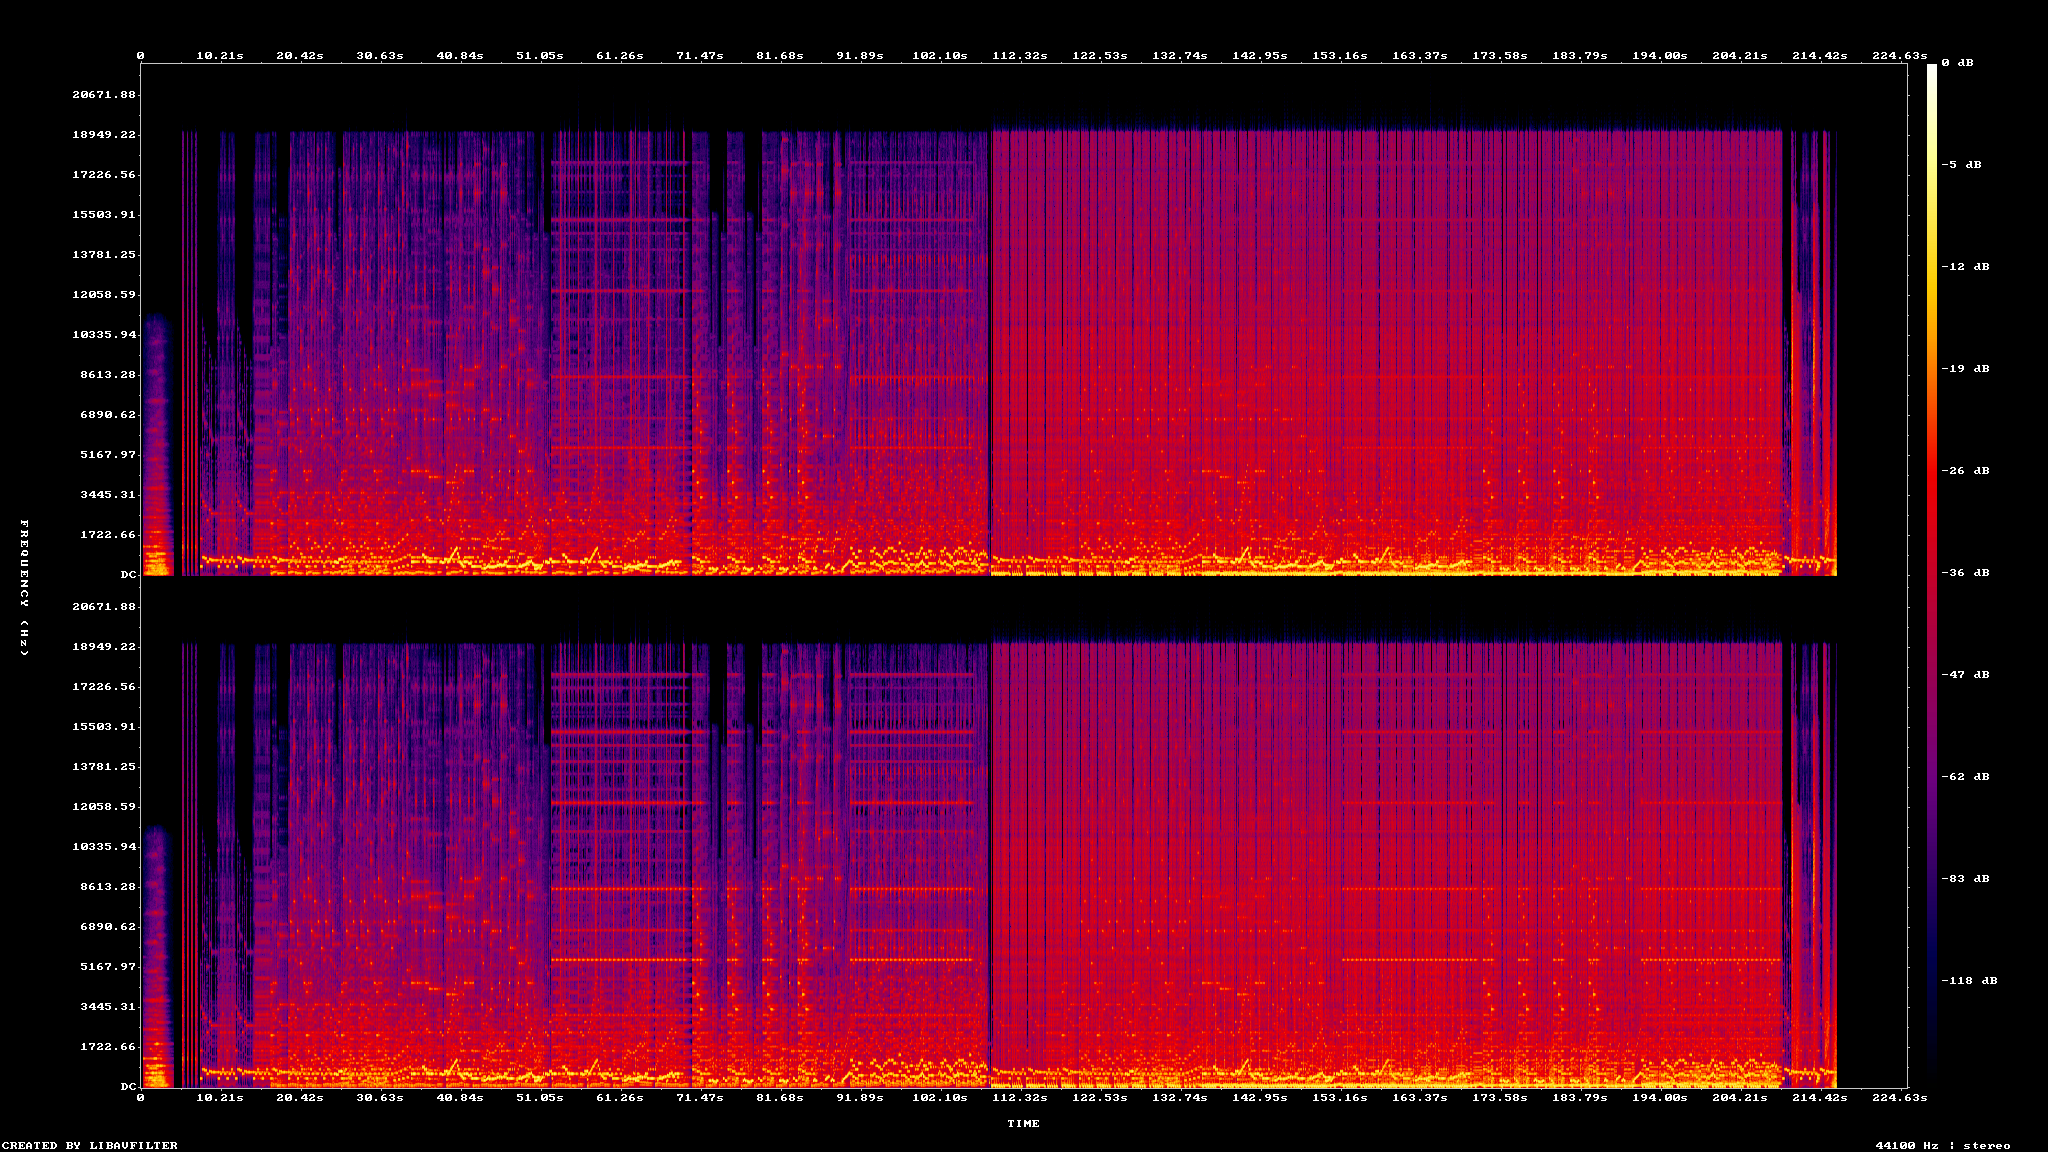 0 10.21s 20.42s 30.63s 40.84s 51.05s 61.26s 71.47s 81.68s 91.89s 102.10s 112.32s 122.53s 132.74s 142.95s 153.16s 163.37s 173.58s 183.79s 194.00s 204.21s 214.42s 224.63s
0 dB
20671.88
18949.22
-5 dB
17226.56
15503.91
13781.25
-12 dB
12058.59
10335.94
-19 dB
8613.28
6890.62
5167.97
-26 dB
3445.31
1722.66
DC
-36 dB
FREQUENCY (Hz)
20671.88
18949.22
-47 dB
17226.56
15503.91
13781.25
-62 dB
12058.59
10335.94
8613.28
-83 dB
6890.62
5167.97
-118 dB
3445.31
1722.66
DC
0 10.21s 20.42s 30.63s 40.84s 51.05s 61.26s 71.47s 81.68s 91.89s 102.10s 112.32s 122.53s 132.74s 142.95s 153.16s 163.37s 173.58s 183.79s 194.00s 204.21s 214.42s 224.63s
TIME
CREATED BY LIBAVFILTER
44100 Hz | stereo